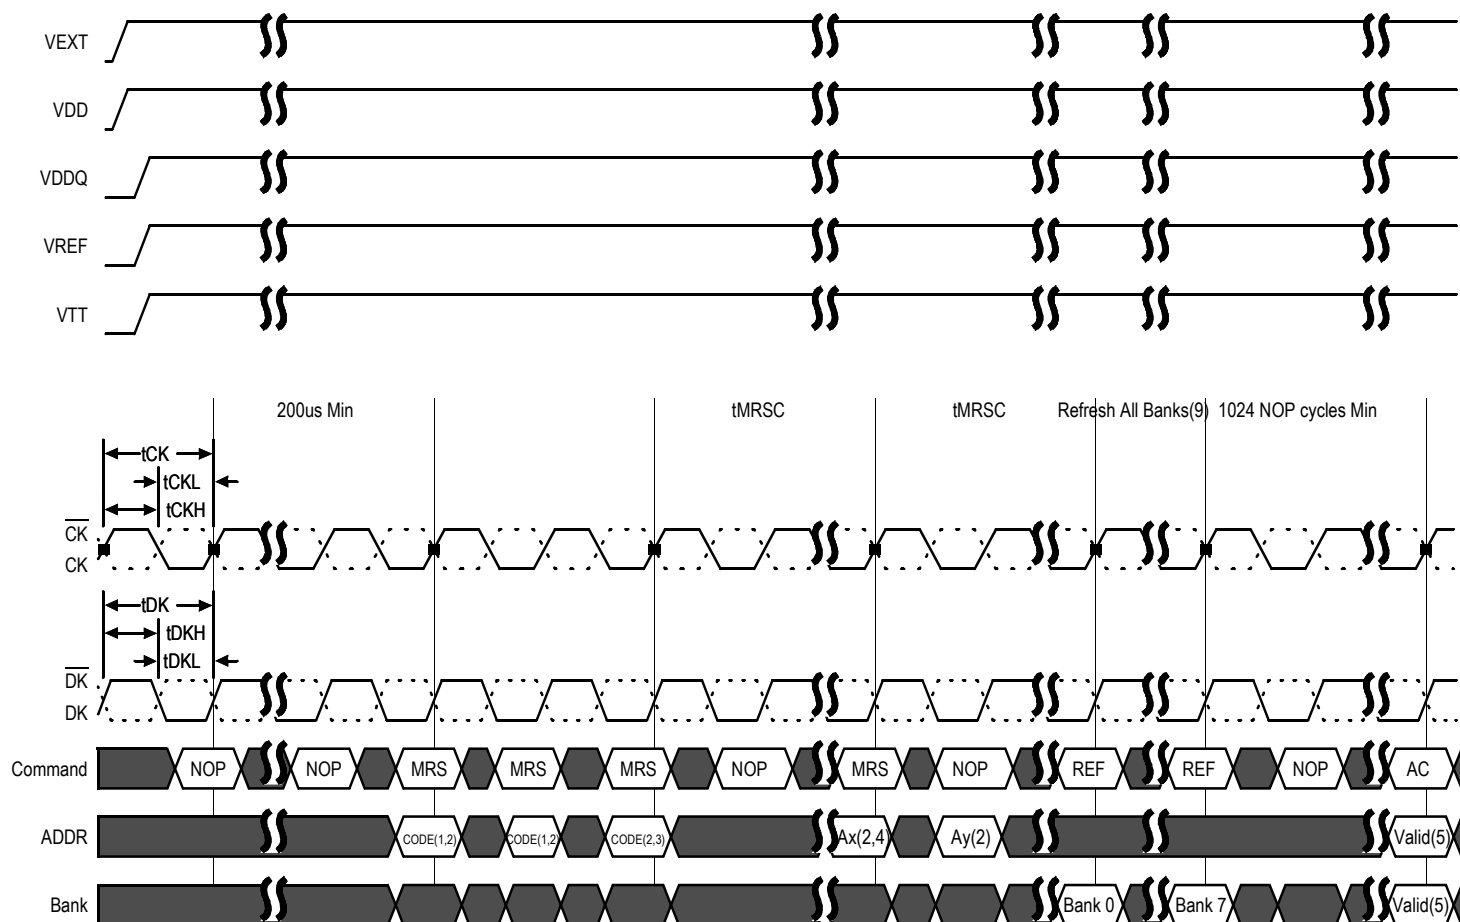 VEXT
VDD
VDDQ
VREF
VTT
200us Min tMRSC tMRSC Refresh All Banks(9) 1024 NOP cycles Min
tCK
tCKL
tCKH
CK
CK
tDK
tDKH
tDKL
DK
DK
Command NOP NOP MRS MRS MRS NOP MRS NOP REF REF NOP AC
ADDR CODE(1,2) CODE(1,2) CODE(2,3) Ax(2,4) Ay(2) Valid(5)
Bank Bank 0 Bank 7 Valid(5)